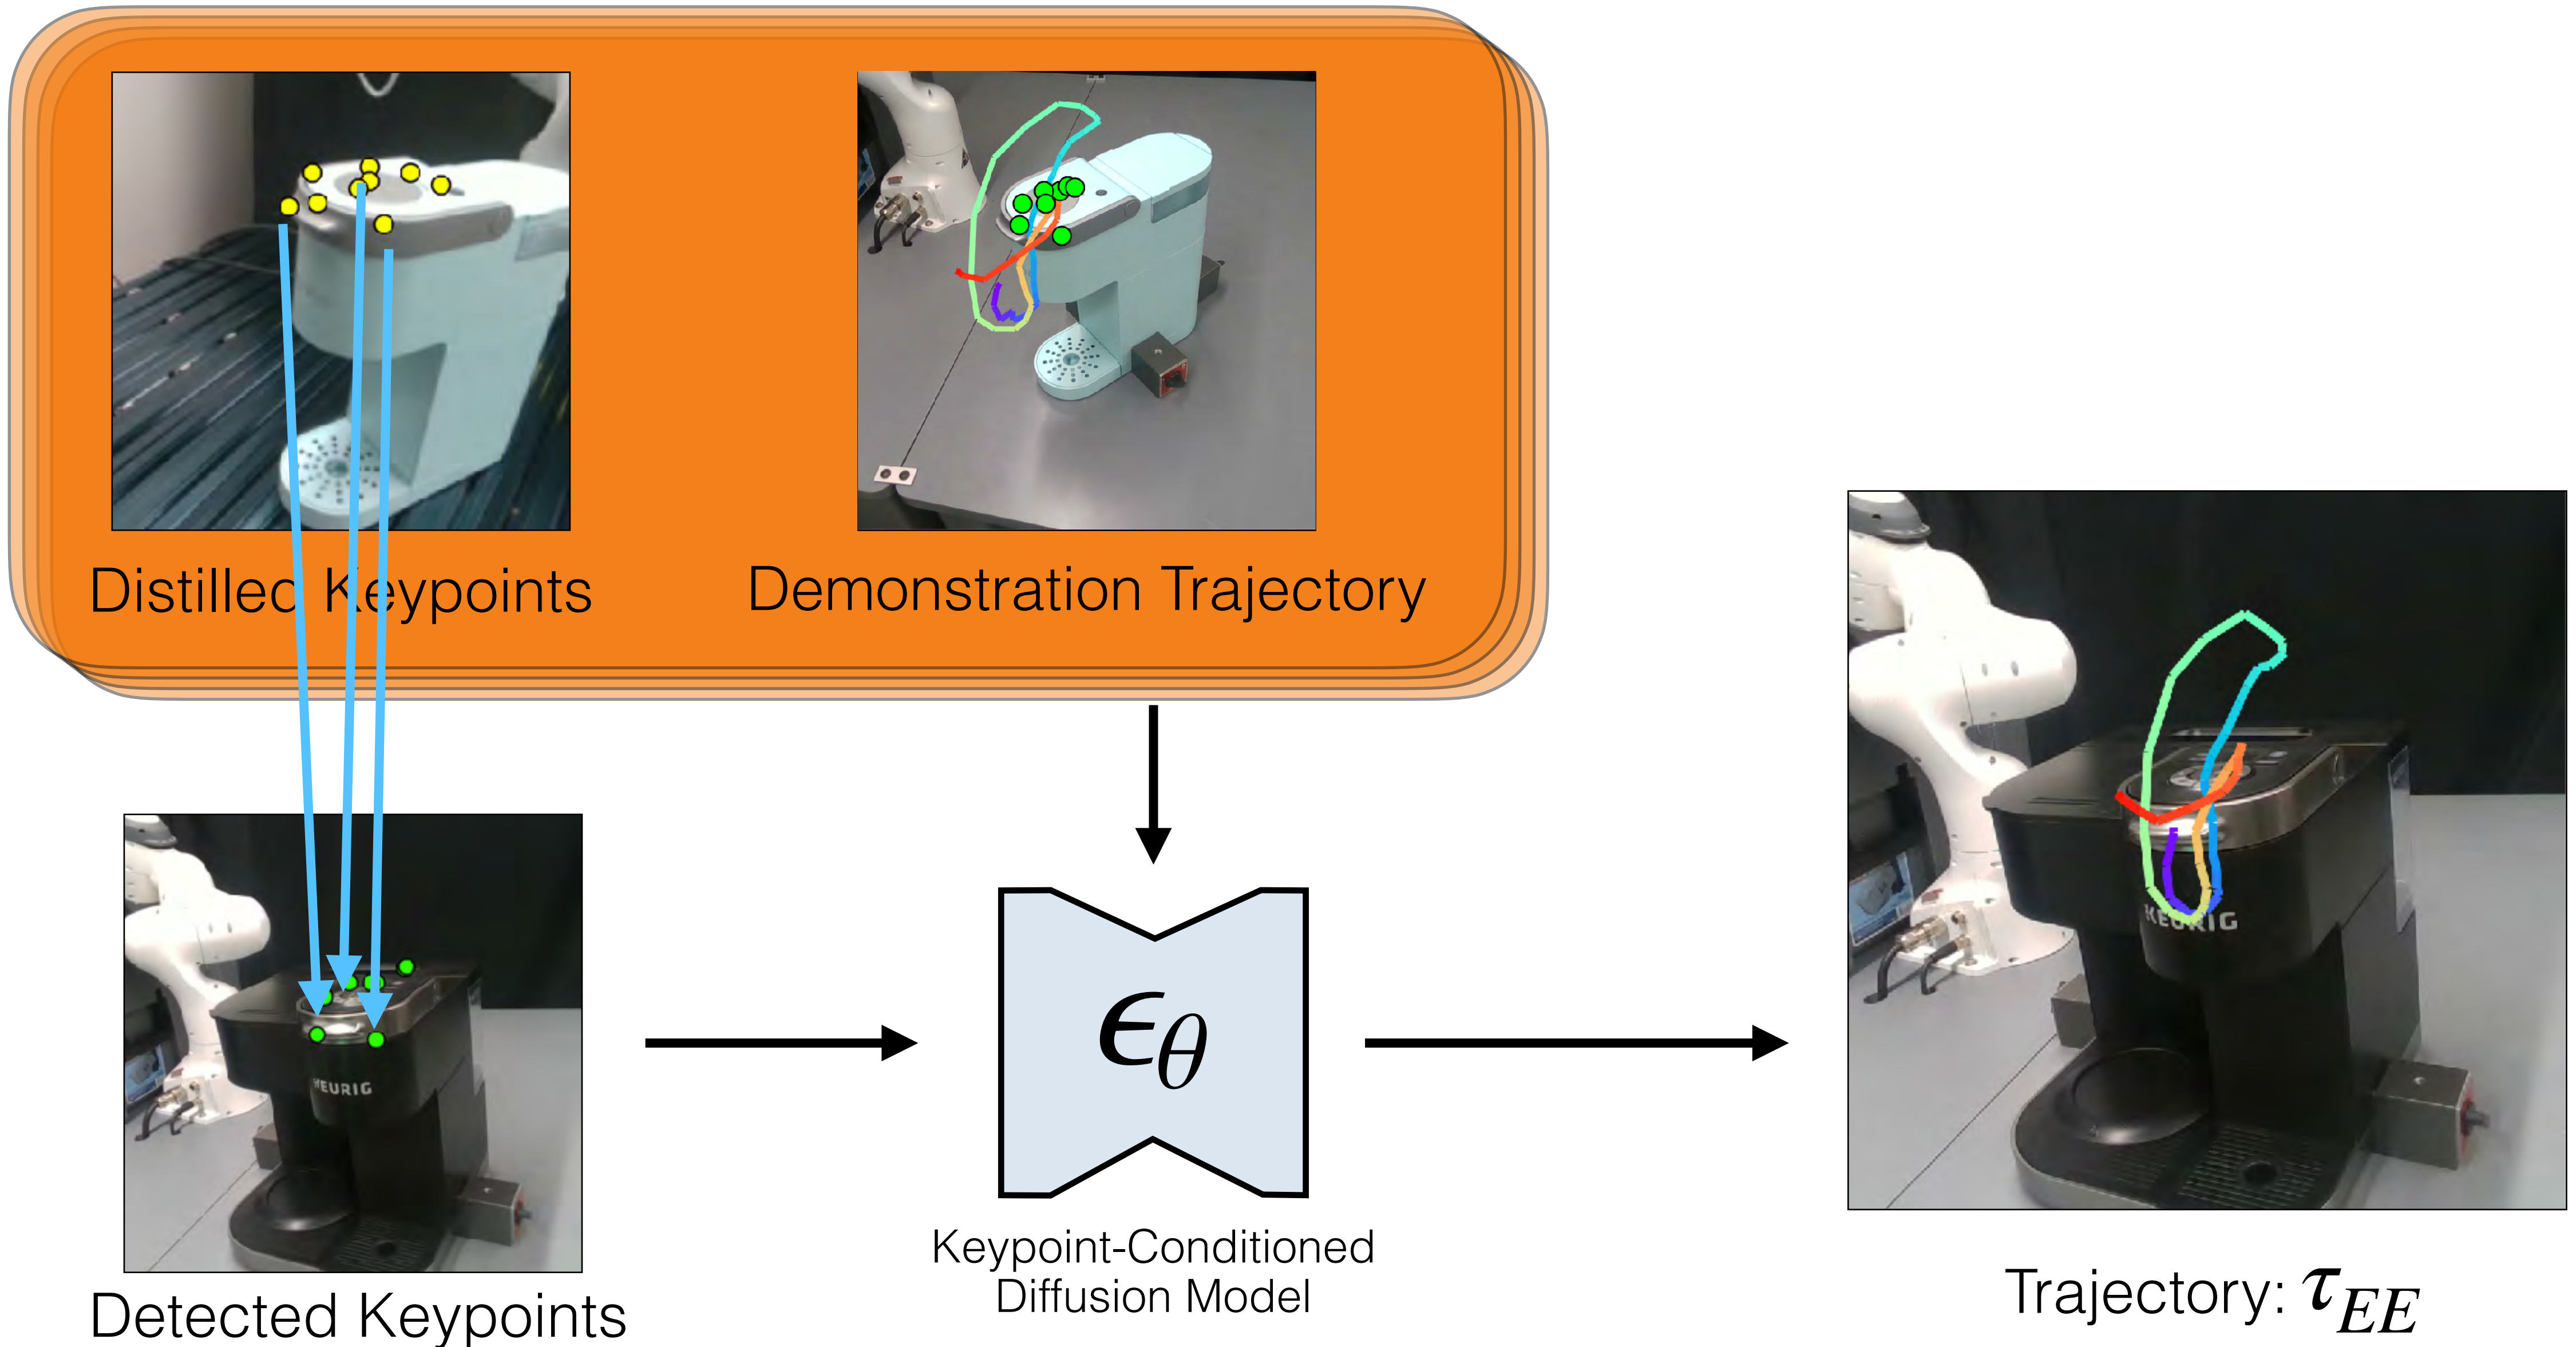 Distilled Keypoints
Demonstration Trajectory
KEURIG
KEURIG
ϵθ
Keypoint-Conditioned
Diffusion Model
Detected Keypoints
Trajectory: τEE